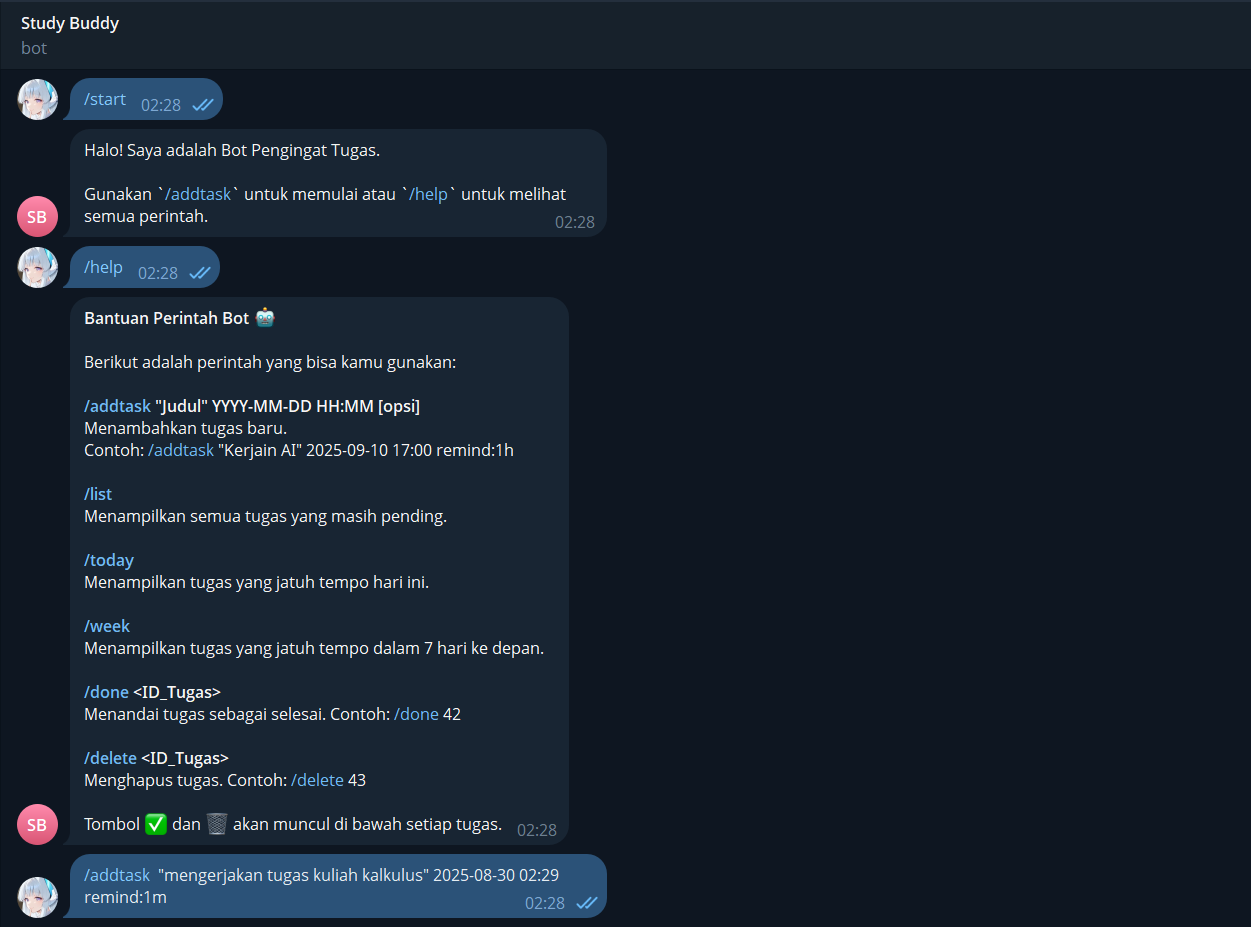 Study Buddy
bot
/start 02:28
Halo! Saya adalah Bot Pengingat Tugas.
Gunakan `/addtask` untuk memulai atau `/help` untuk melihat
semua perintah. 02:28
SB
/help 02:28
Bantuan Perintah Bot 🤖
Berikut adalah perintah yang bisa kamu gunakan:
/addtask "Judul" YYYY-MM-DD HH:MM [opsi]
Menambahkan tugas baru.
Contoh: /addtask "Kerjain AI" 2025-09-10 17:00 remind:1h
/list
Menampilkan semua tugas yang masih pending.
/today
Menampilkan tugas yang jatuh tempo hari ini.
/week
Menampilkan tugas yang jatuh tempo dalam 7 hari ke depan.
/done <ID_Tugas>
Menandai tugas sebagai selesai. Contoh: /done 42
/delete <ID_Tugas>
Menghapus tugas. Contoh: /delete 43
Tombol ✅ dan 🗑️ akan muncul di bawah setiap tugas. 02:28
SB
/addtask "mengerjakan tugas kuliah kalkulus" 2025-08-30 02:29
remind:1m 02:28